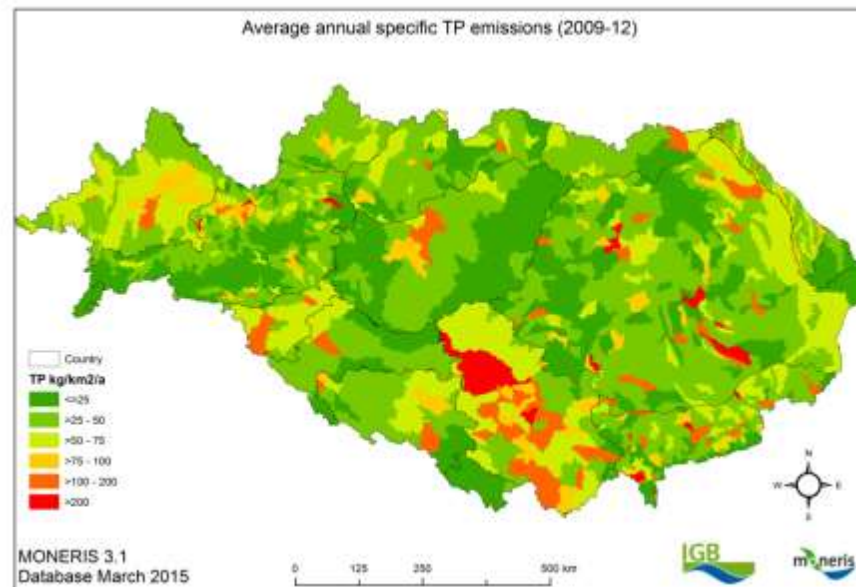 Average annual specific TP emissions (2009-12)
Country
TP kg/km2/a
<=25
>25 - 50
>50 - 75
>75 - 100
>100 - 200
>200
N
W
E
S
MONERIS 3.1
Database March 2015
0
125
250
500 km
IGB
moneris